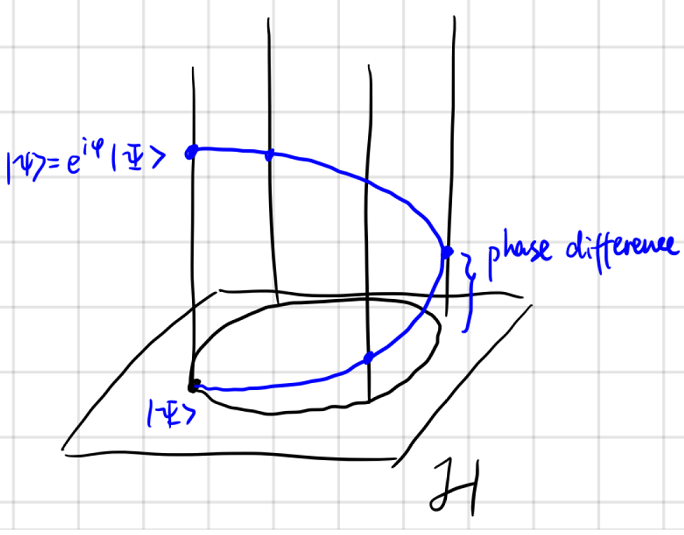 |ψ> = e^{iφ} |Ψ>
phase difference
|Ψ>
H